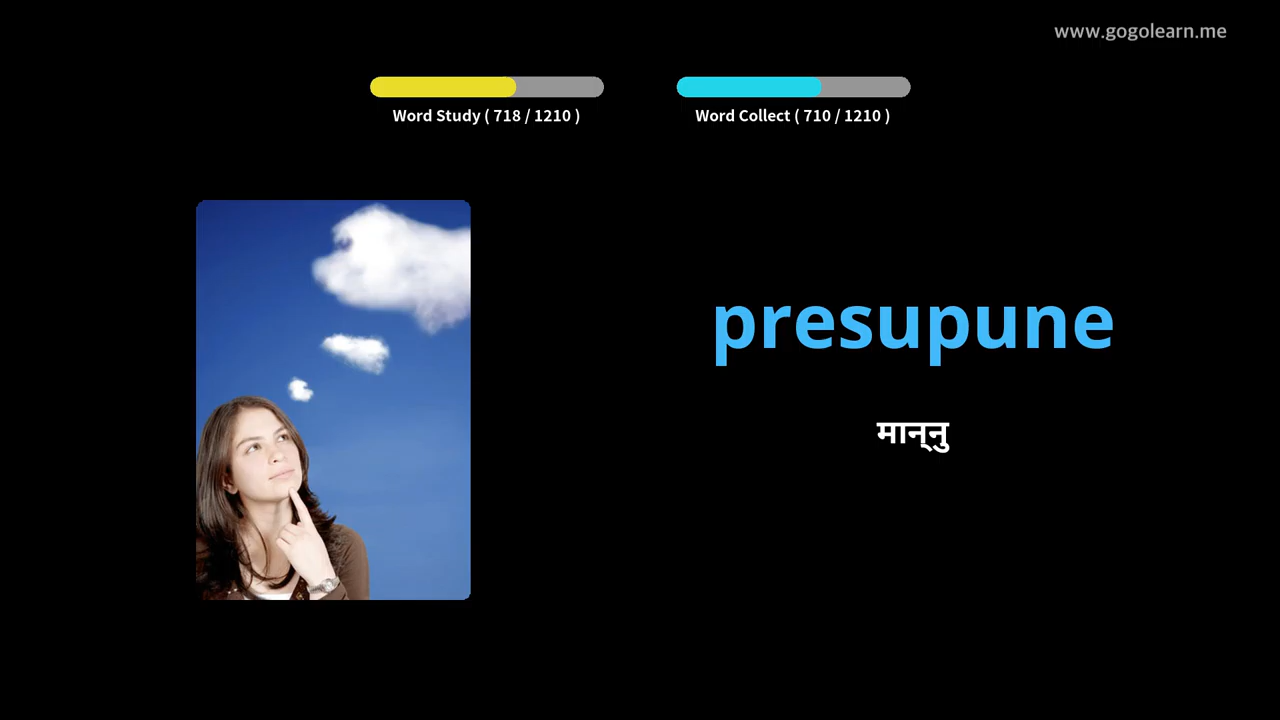 www.gogolearn.me
Word Study ( 718 / 1210 )
Word Collect ( 710 / 1210 )
presupune
मान्‌नु